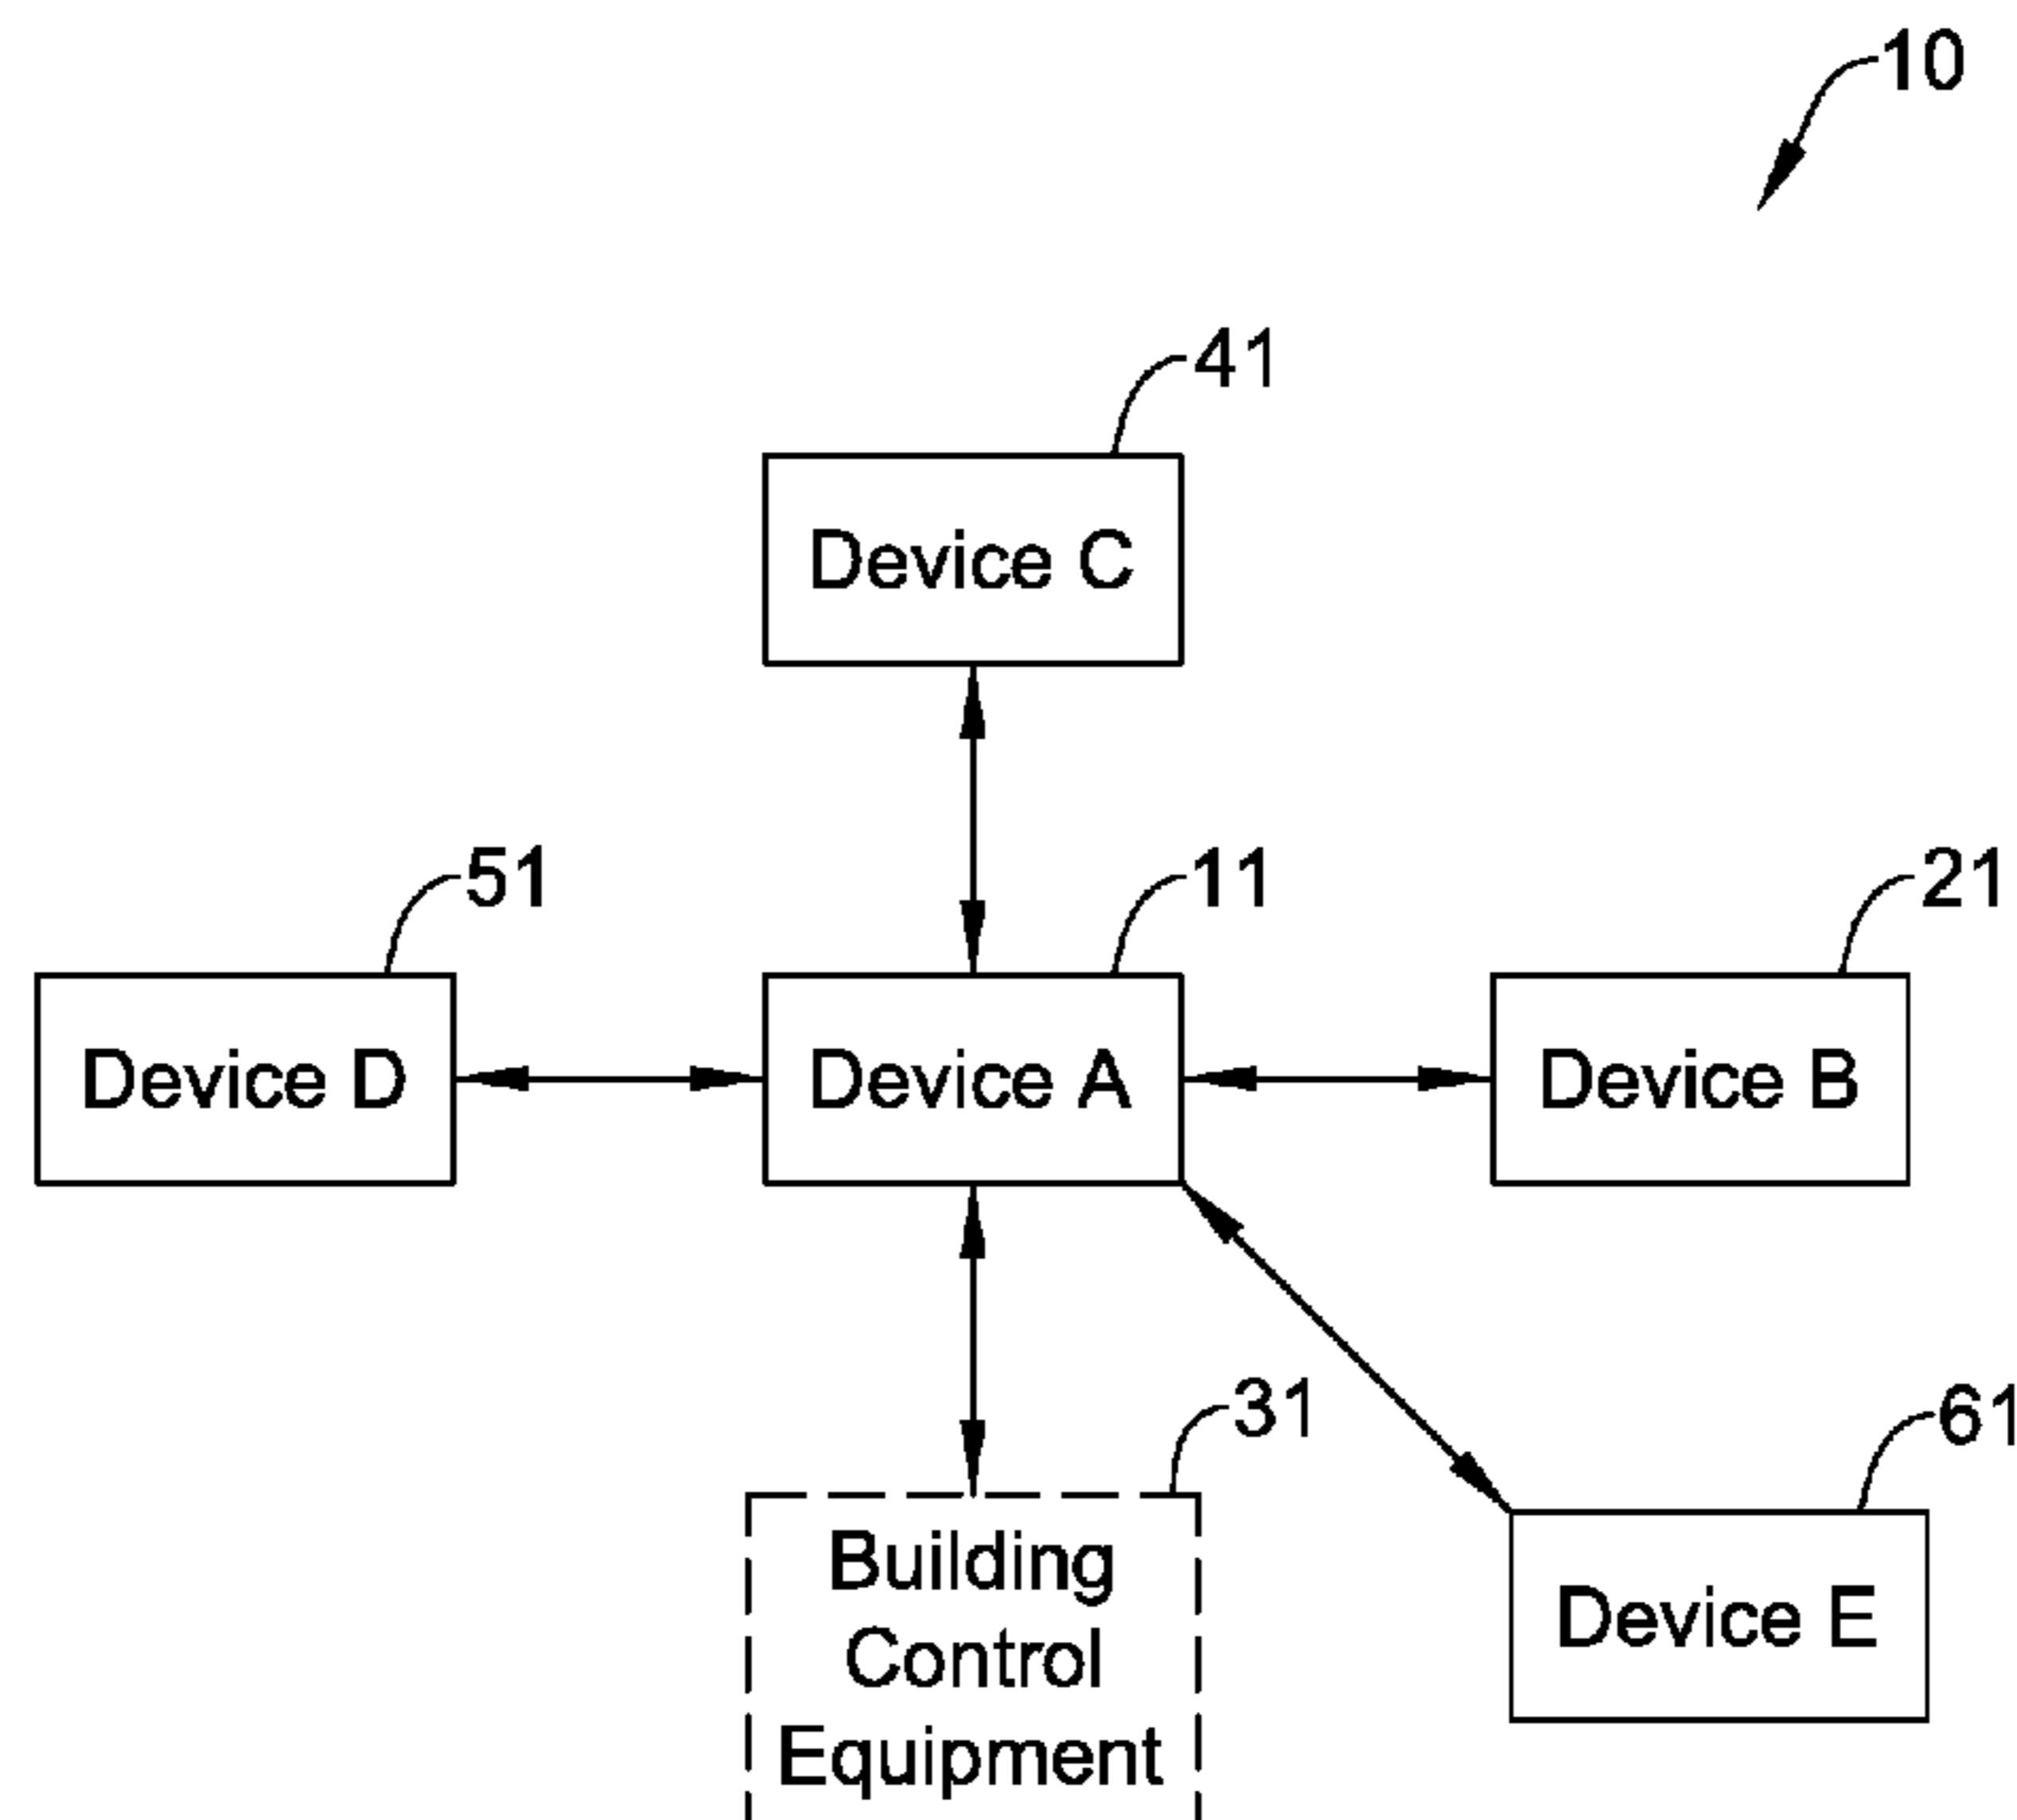 10
41
Device C
51
11
21
Device D
Device A
Device B
31
61
Building
Control
Equipment
Device E